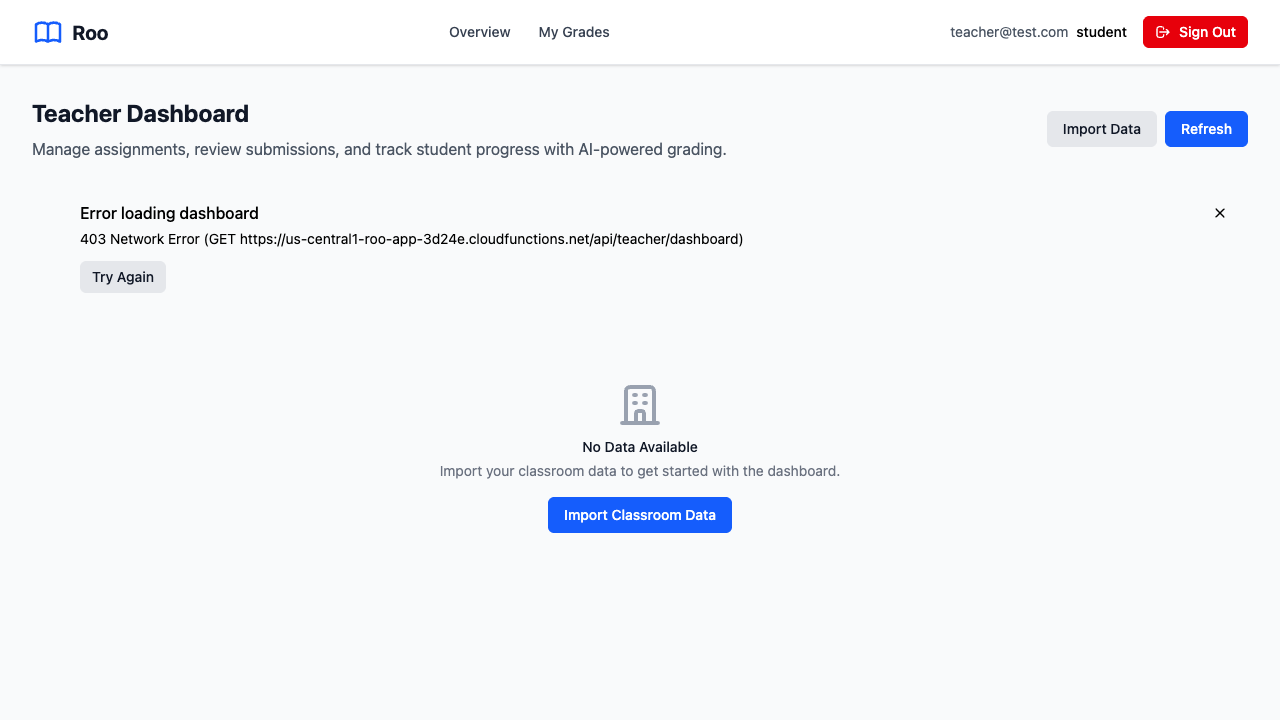 Roo
Overview
My Grades
teacher@test.com student
Sign Out
Teacher Dashboard
Manage assignments, review submissions, and track student progress with AI-powered grading.
Import Data
Refresh
Error loading dashboard
403 Network Error (GET https://us-central1-roo-app-3d24e.cloudfunctions.net/api/teacher/dashboard)
Try Again
No Data Available
Import your classroom data to get started with the dashboard.
Import Classroom Data